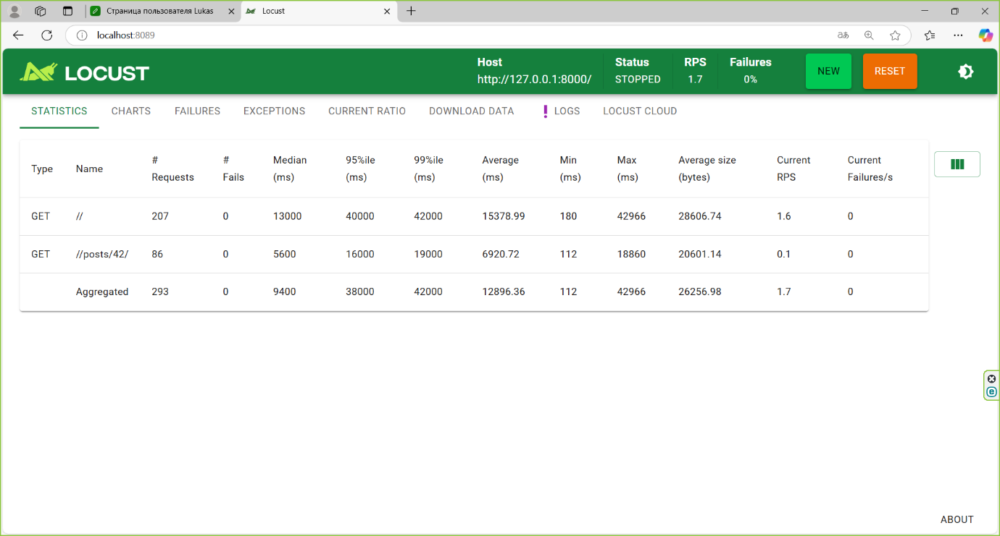 Страница пользователя Lukas
Locust
localhost:8089
LOCUST
Host Status RPS Failures
http://127.0.0.1:8000/ STOPPED 1.7 0%
NEW RESET
STATISTICS CHARTS FAILURES EXCEPTIONS CURRENT RATIO DOWNLOAD DATA ! LOGS LOCUST CLOUD
Type Name # Requests # Fails Median (ms) 95%ile (ms) 99%ile (ms) Average (ms) Min (ms) Max (ms) Average size (bytes) Current RPS Current Failures/s
GET // 207 0 13000 40000 42000 15378.99 180 42966 28606.74 1.6 0
GET //posts/42/ 86 0 5600 16000 19000 6920.72 112 18860 20601.14 0.1 0
Aggregated 293 0 9400 38000 42000 12896.36 112 42966 26256.98 1.7 0
ABOUT